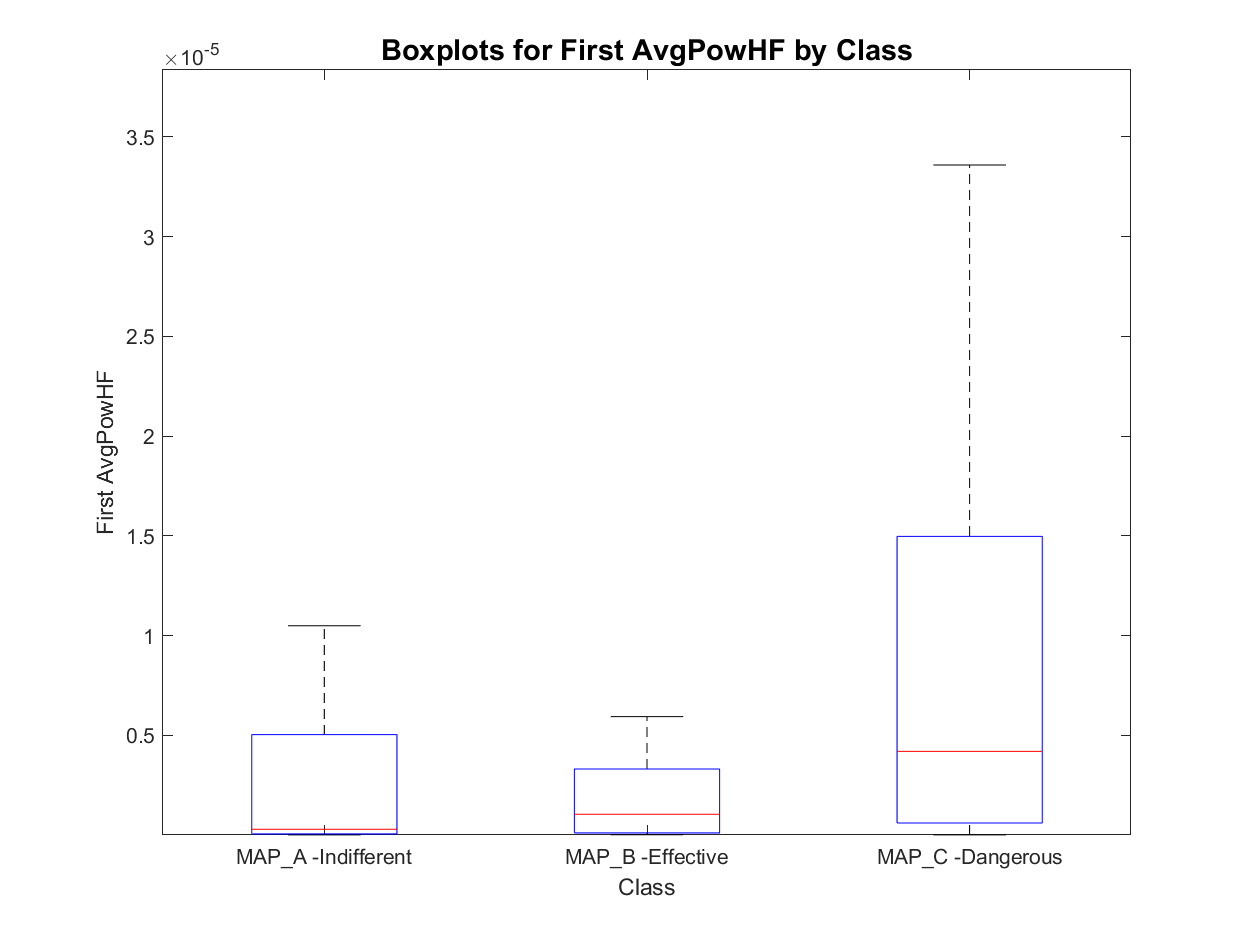 Boxplots for First AvgPowHF by Class
×10-5
3.5
3
2.5
2
1.5
1
0.5
First AvgPowHF
MAP_A -Indifferent
MAP_B -Effective
MAP_C -Dangerous
Class